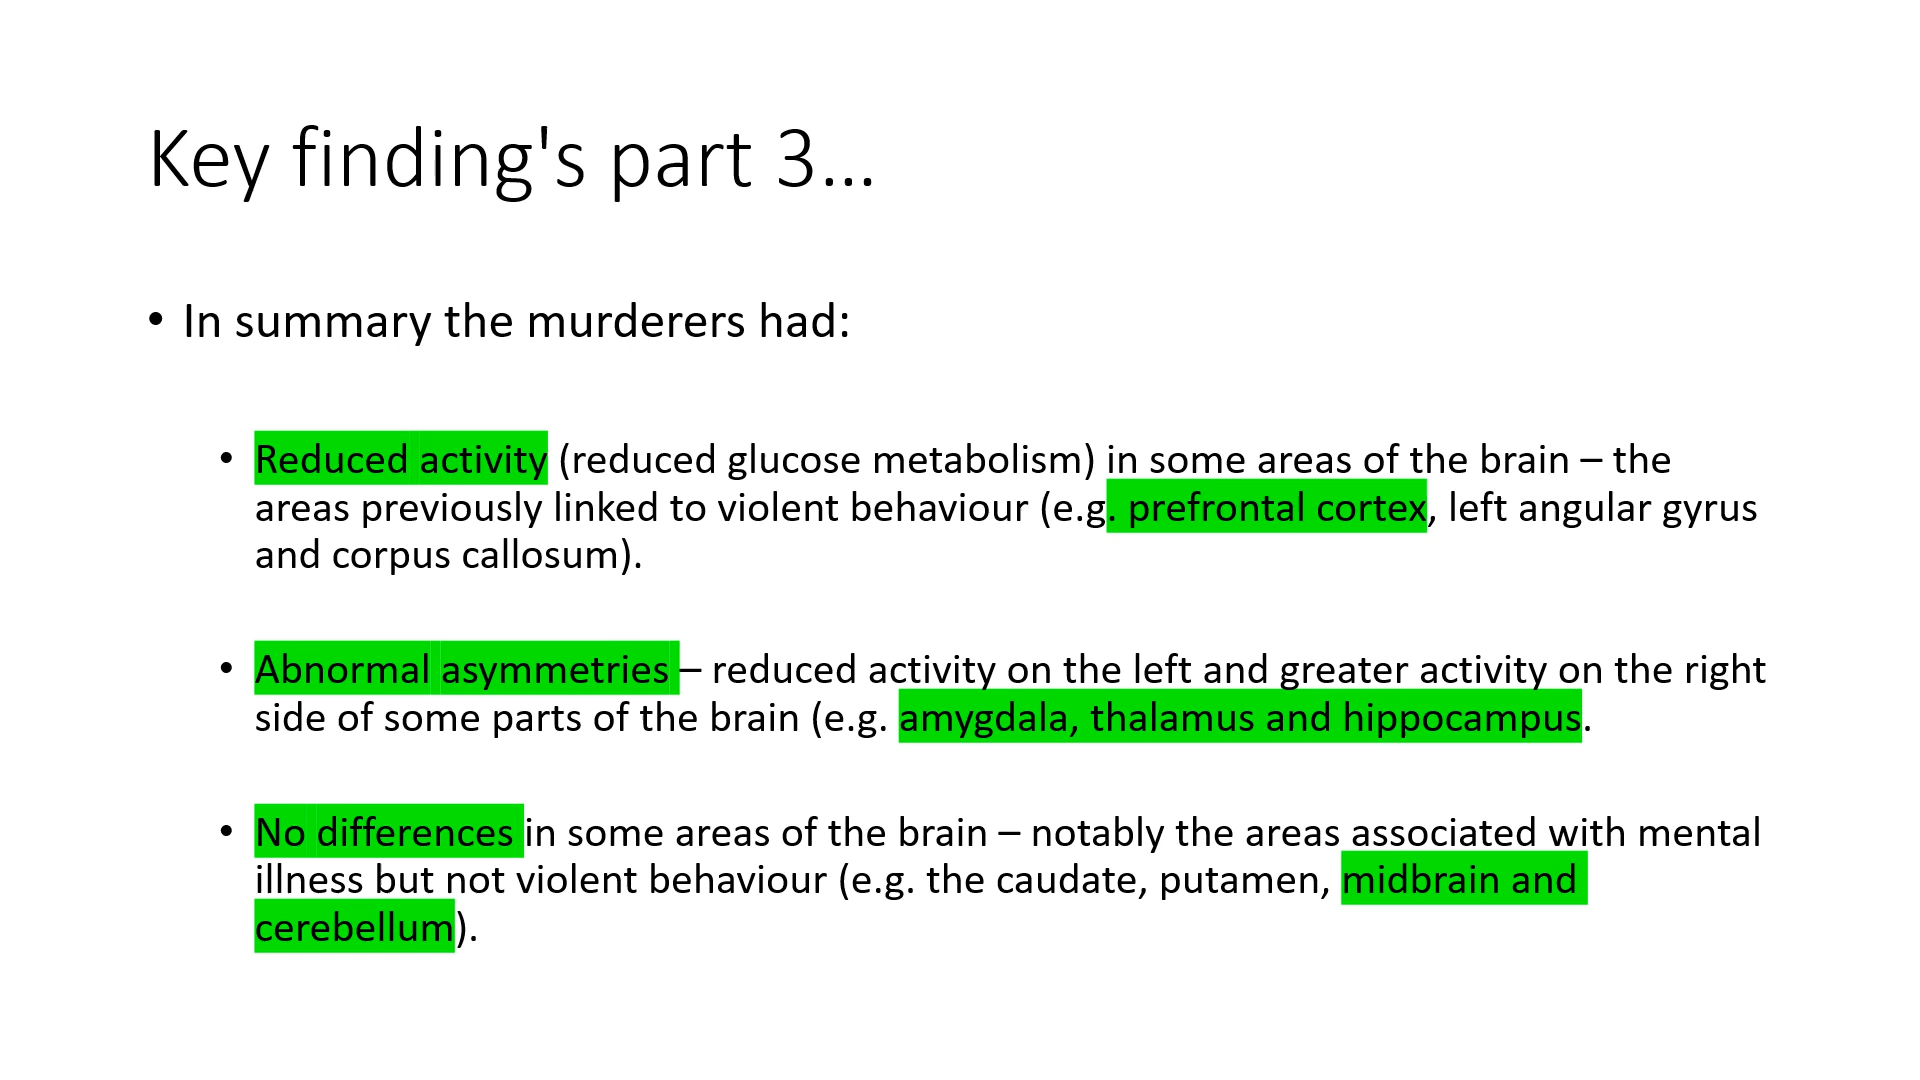 Key finding's part 3...
• In summary the murderers had:
• Reduced activity (reduced glucose metabolism) in some areas of the brain – the
areas previously linked to violent behaviour (e.g. prefrontal cortex, left angular gyrus
and corpus callosum).
• Abnormal asymmetries – reduced activity on the left and greater activity on the right
side of some parts of the brain (e.g. amygdala, thalamus and hippocampus.
• No differences in some areas of the brain – notably the areas associated with mental
illness but not violent behaviour (e.g. the caudate, putamen, midbrain and
cerebellum).